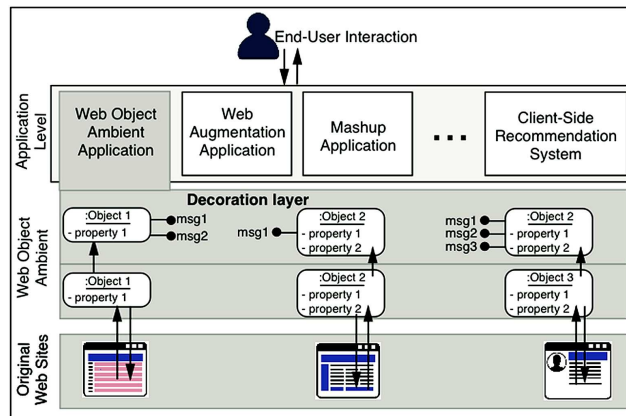 End-User Interaction
Application
Level
Web Object
Ambient
Application
Web
Augmentation
Application
Mashup
Application
...
Client-Side
Recommendation
System
Decoration layer
Web Object
Ambient
:Object 1
- property 1
msg1
msg2
msg1
:Object 2
- property 1
- property 2
msg1
msg2
msg3
:Object 2
- property 1
- property 2
:Object 1
- property 1
:Object 2
- property 1
- property 2
:Object 3
- property 1
- property 2
Original
Web Sites